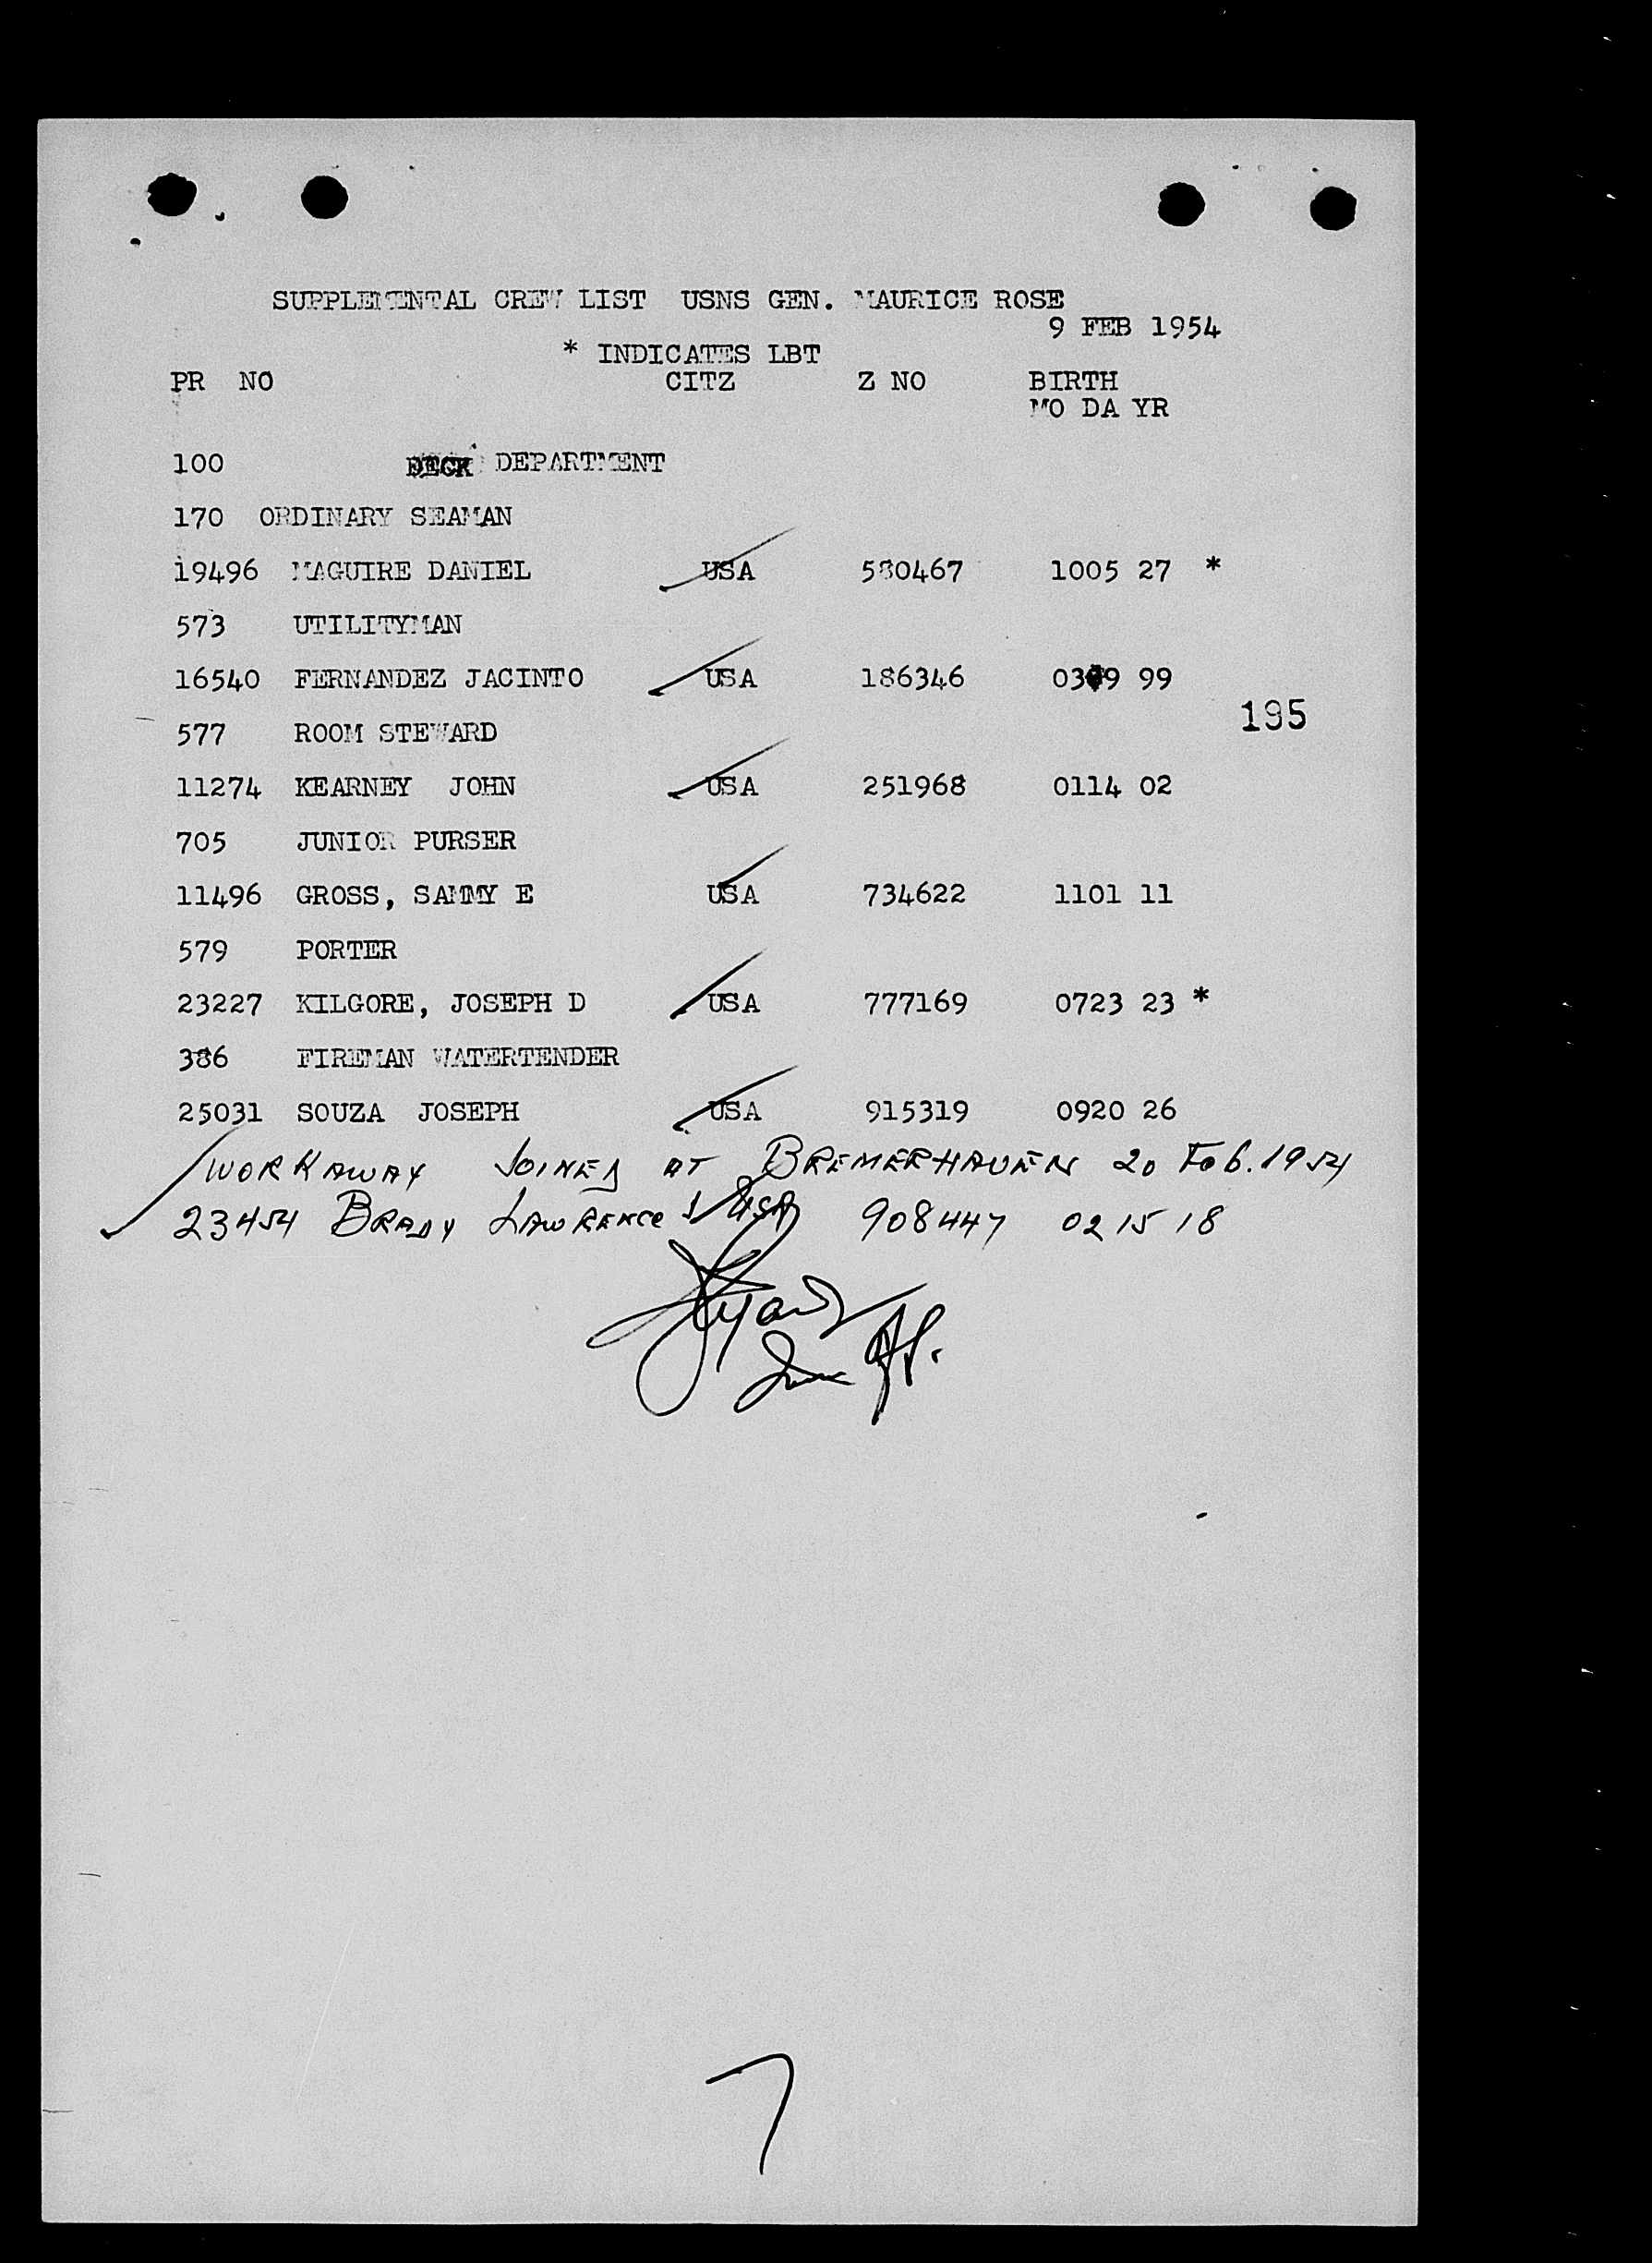 SUPPLEMENTAL CREW LIST USNS GEN. MAURICE ROSE
9 FEB 1954
* INDICATES LBT
PR NO CITZ Z NO BIRTH
MO DA YR
100 DECK DEPARTMENT
170 ORDINARY SEAMAN
19496 MAGUIRE DANIEL USA 580467 1005 27 *
573 UTILITYMAN
16540 FERNANDEZ JACINTO USA 186346 99
195
577 ROOM STEWARD
11274 KEARNEY JOHN USA 251968 0114 02
705 JUNIOR PURSER
11496 GROSS, SAMMY E USA 734622 1101 11
579 PORTER
23227 KILGORE, JOSEPH D USA 777169 0723 23 *
386 FIREMAN WATERTENDER
25031 SOUZA JOSEPH USA 915319 0920 26
WORKAWAY JOINED AT BREMERHAVEN 20 Feb. 1954
23454 BRADY LAWRENCE J USA 908447 02 15 18
7